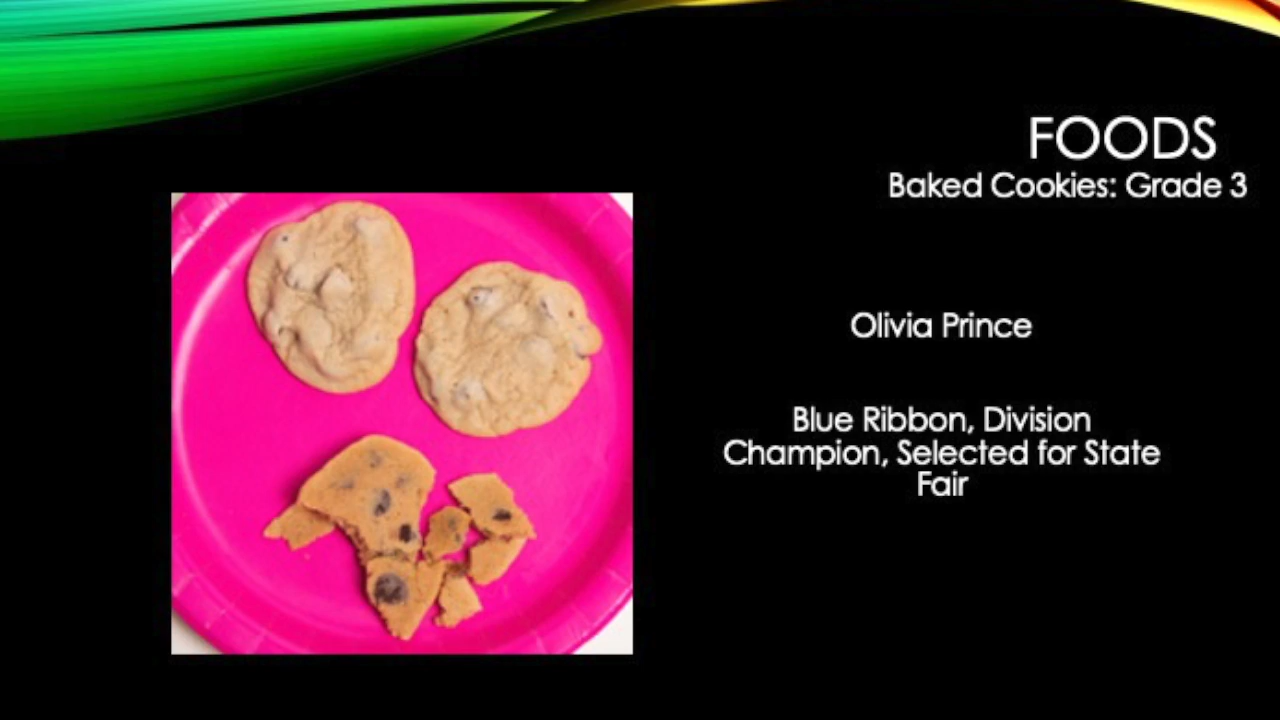 FOODS
Baked Cookies: Grade 3
Olivia Prince
Blue Ribbon, Division
Champion, Selected for State
Fair